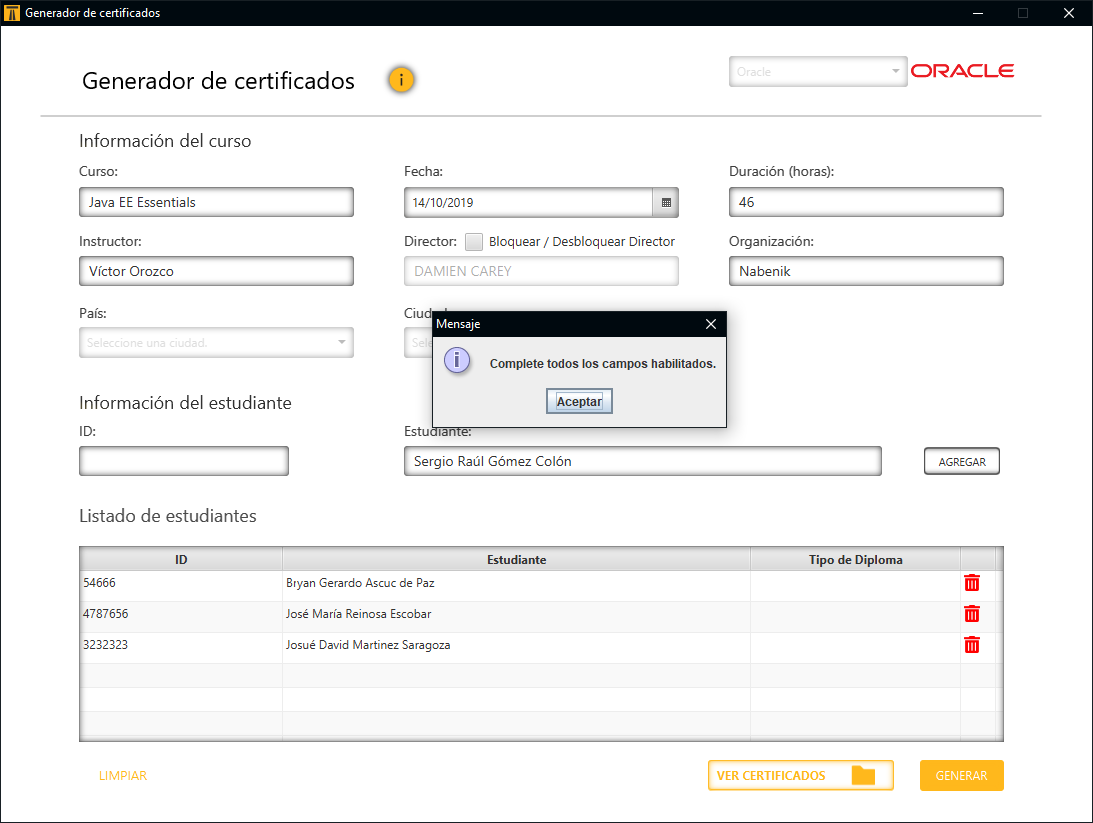 Generador de certificados
Generador de certificados
i
Oracle
ORACLE
Información del curso
Curso:
Fecha:
Duración (horas):
Java EE Essentials
14/10/2019
46
Instructor:
Director:
Bloquear / Desbloquear Director
Organización:
Víctor Orozco
DAMIEN CAREY
Nabenik
País:
Seleccione una ciudad.
Mensaje
i
Complete todos los campos habilitados.
Aceptar
Información del estudiante
ID:
Estudiante:
Sergio Raúl Gómez Colón
AGREGAR
Listado de estudiantes
ID
Estudiante
Tipo de Diploma
54666
Bryan Gerardo Ascuc de Paz
4787656
José María Reinosa Escobar
3232323
Josué David Martinez Saragoza
LIMPIAR
VER CERTIFICADOS
GENERAR